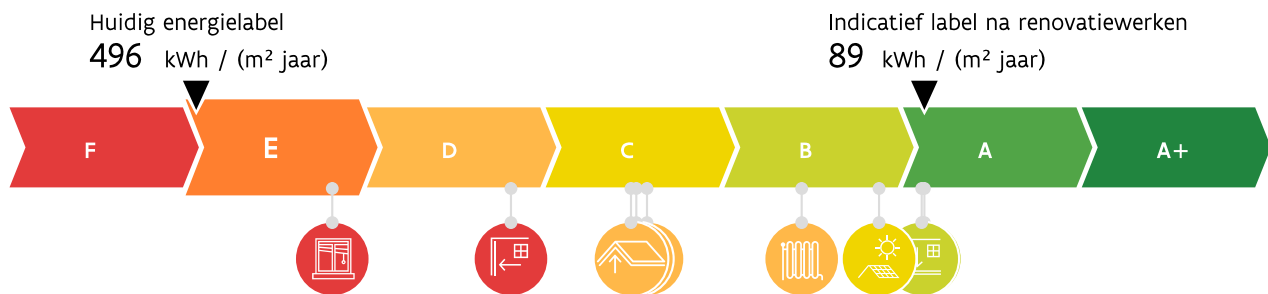 Huidig energielabel
496 kWh / (m² jaar)
Indicatief label na renovatiewerken
89 kWh / (m² jaar)
F E D C B A A+